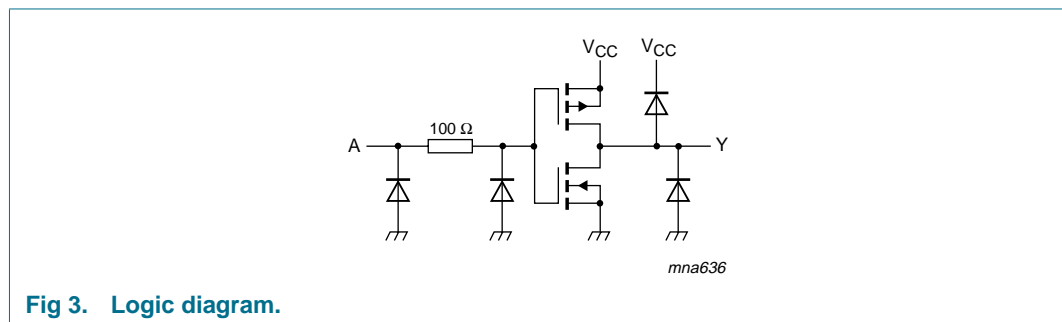 VCC VCC
100 Ω
A Y
mna636
Fig 3. Logic diagram.